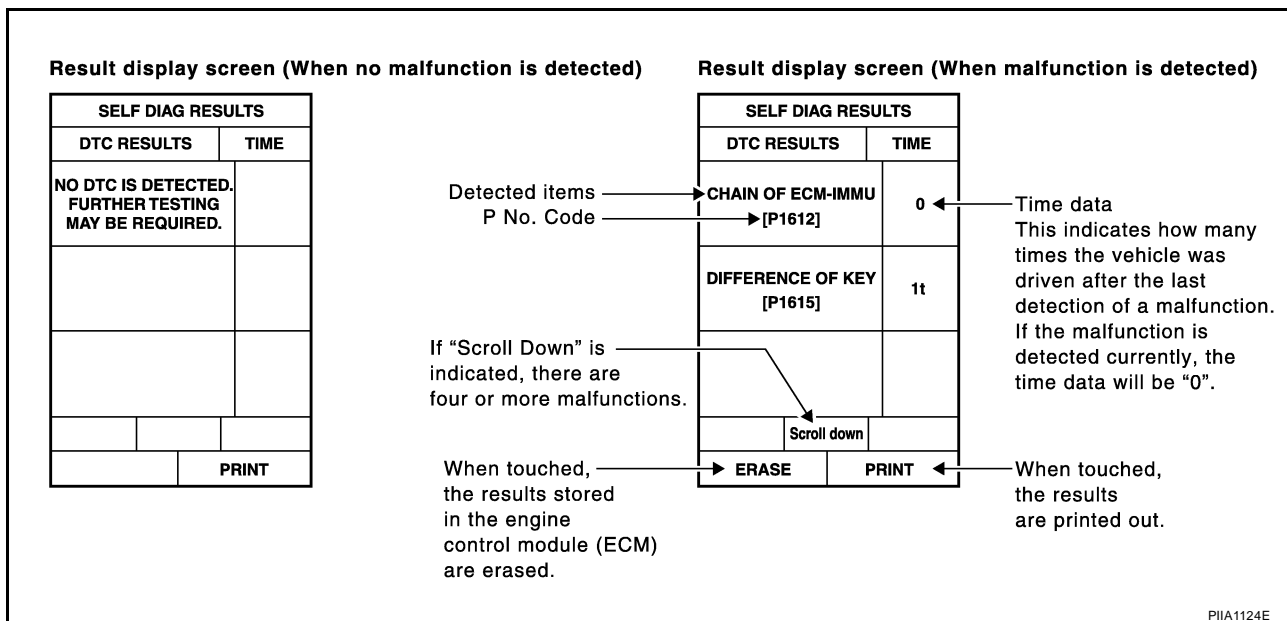 Result display screen (When no malfunction is detected)
SELF DIAG RESULTS
DTC RESULTS TIME
NO DTC IS DETECTED.
FURTHER TESTING
MAY BE REQUIRED.
PRINT
Result display screen (When malfunction is detected)
SELF DIAG RESULTS
DTC RESULTS TIME
Detected items
P No. Code
CHAIN OF ECM-IMMU
[P1612]
0
DIFFERENCE OF KEY
[P1615]
1t
Time data
This indicates how many
times the vehicle was
driven after the last
detection of a malfunction.
If the malfunction is
detected currently, the
time data will be “0”.
If “Scroll Down” is
indicated, there are
four or more malfunctions.
Scroll down
When touched,
the results stored
in the engine
control module (ECM)
are erased.
ERASE PRINT
When touched,
the results
are printed out.
PIIA1124E